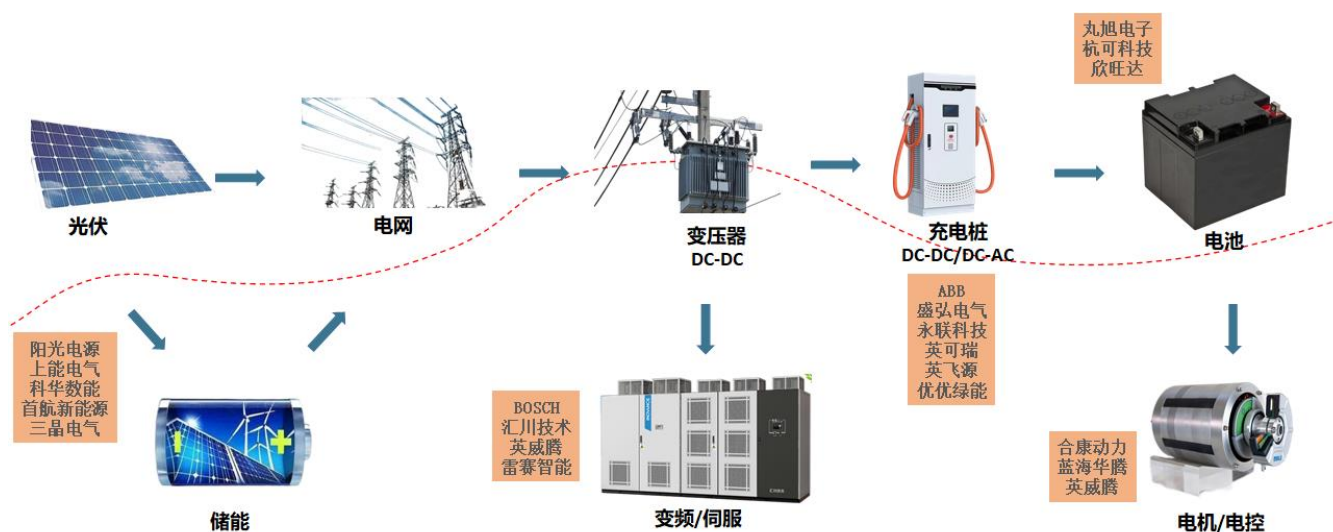 丸旭电子
杭可科技
欣旺达
光伏
电网
变压器
DC-DC
充电桩
DC-DC/DC-AC
电池
阳光电源
上能电气
科华数能
首航新能源
三晶电气
储能
BOSCH
汇川技术
英威腾
雷赛智能
变频/伺服
ABB
盛弘电气
永联科技
英可瑞
英飞源
优优绿能
合康动力
蓝海华腾
英威腾
电机/电控